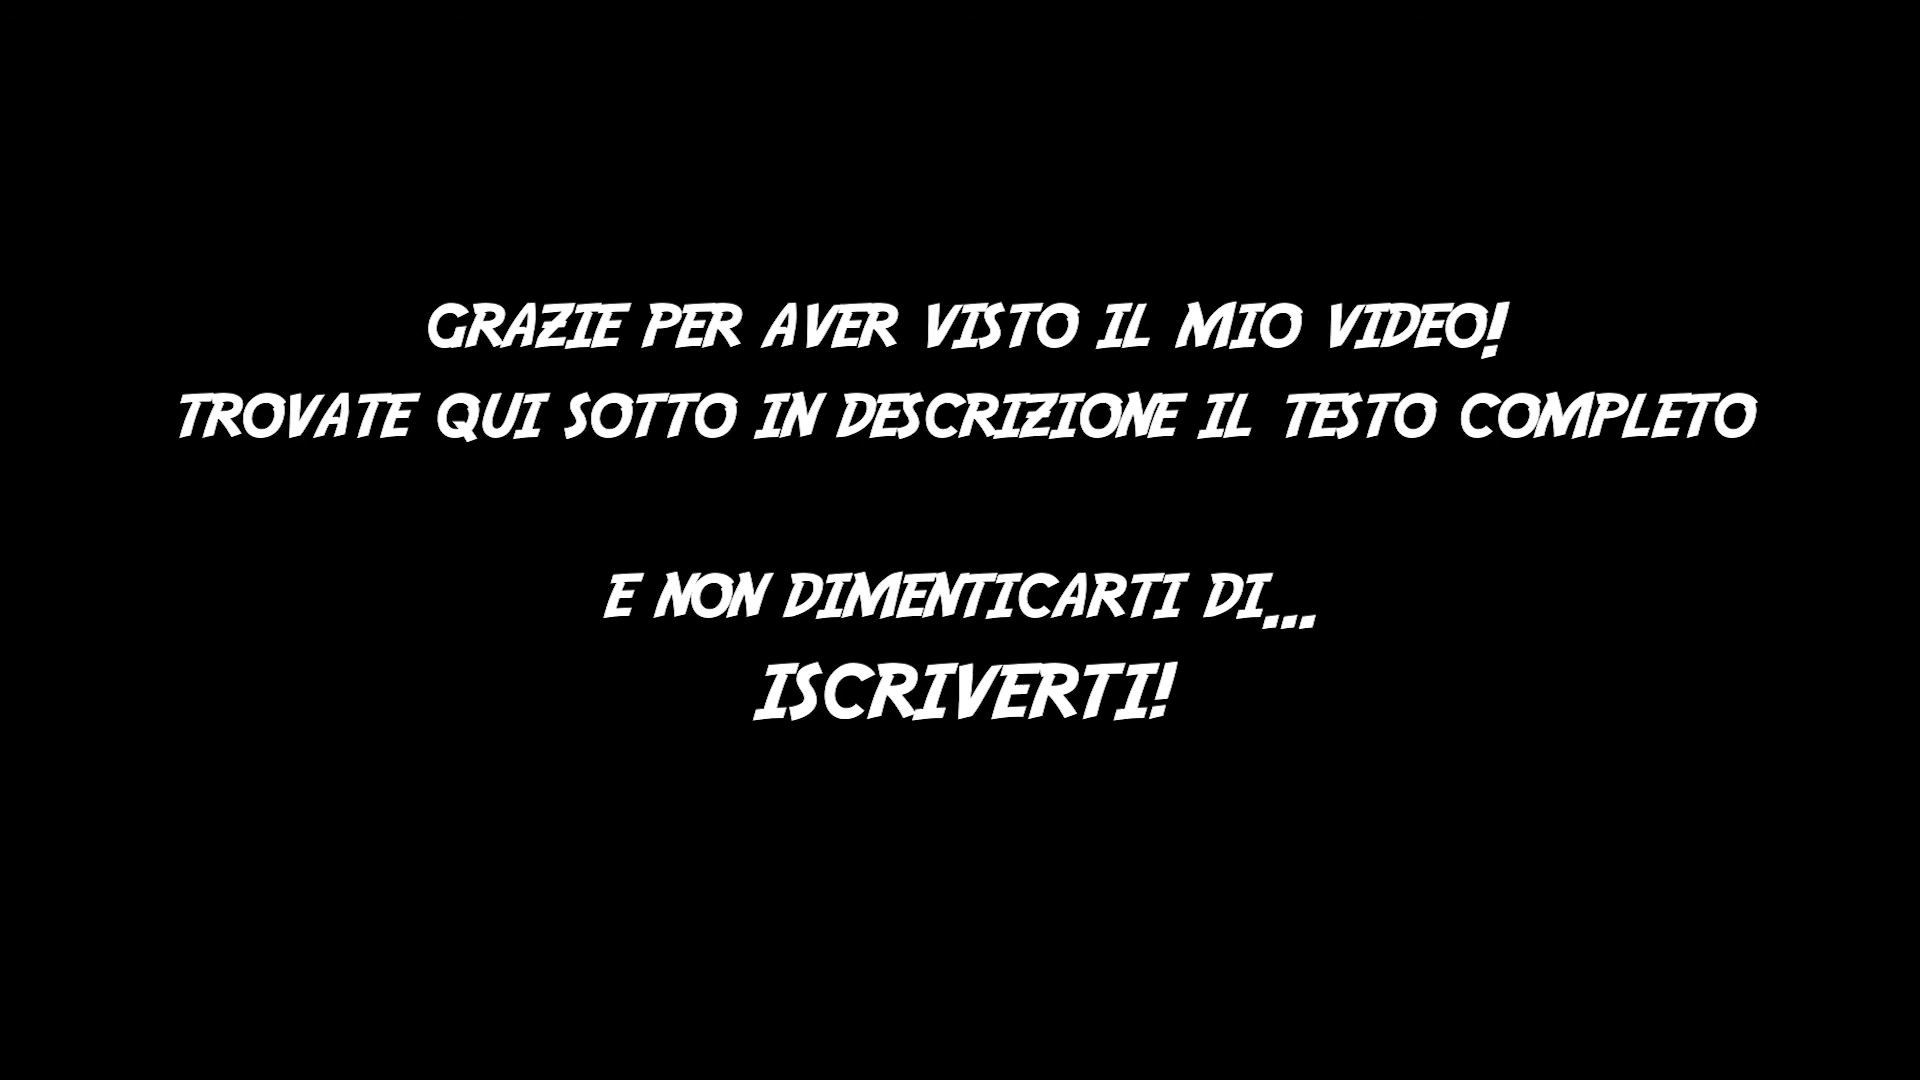 GRAZIE PER AVER VISTO IL MIO VIDEO!
TROVATE QUI SOTTO IN DESCRIZIONE IL TESTO COMPLETO
E NON DIMENTICARTI DI...
ISCRIVERTI!